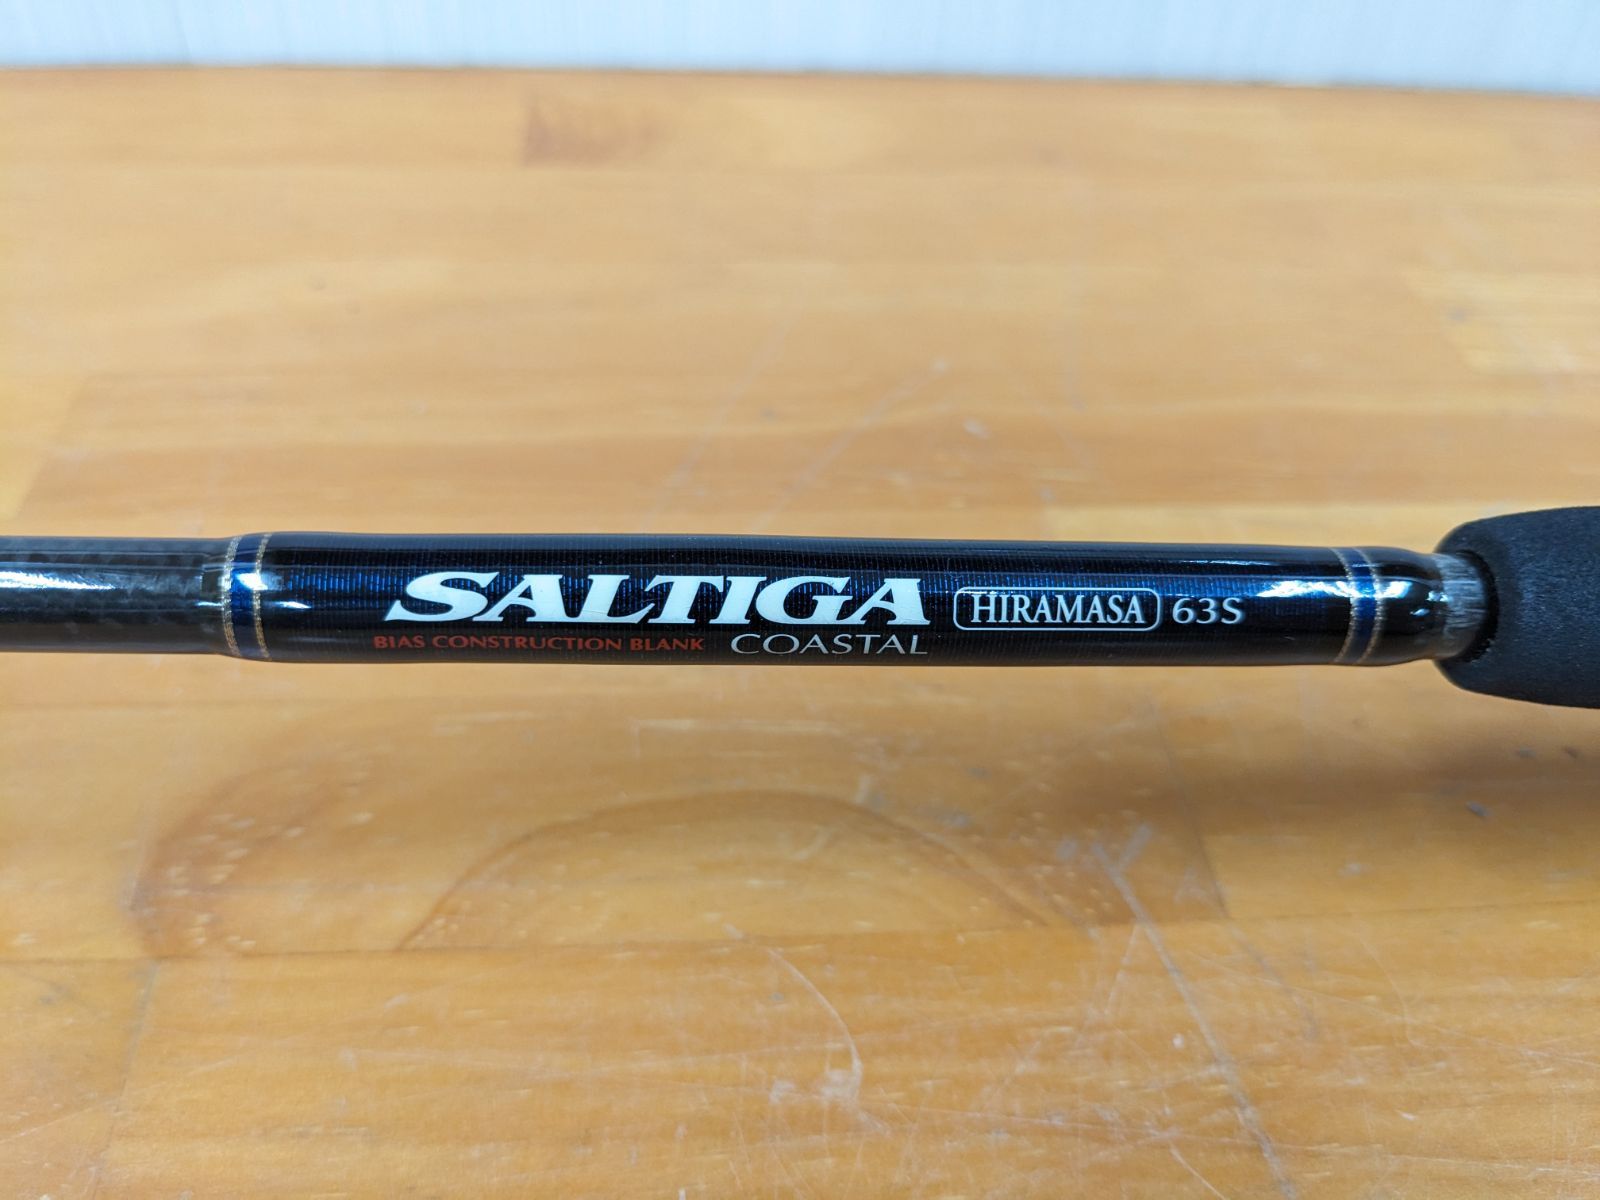 SALTIGA HIRAMASA 63S
BIAS CONSTRUCTION BLANK COASTAL